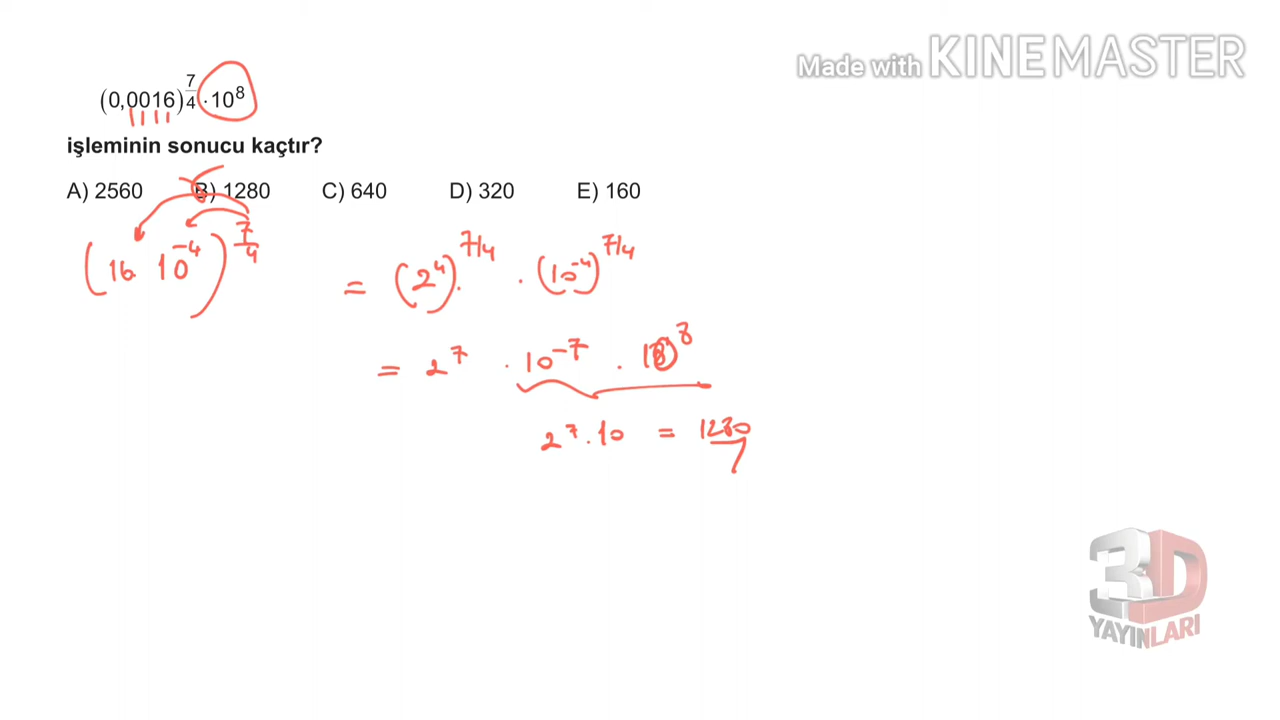 Made with KINEMASTER
(0,0016)^{7/4} · 10^8
işleminin sonucu kaçtır?
A) 2560 B) 1280 C) 640 D) 320 E) 160
(16 10^{-4})^{7/4} = (2^4)^{7/4} · (10^{-4})^{7/4}
= 2^7 · 10^{-7} · 10^8
2^7 · 10 = 1280
3D
YAYINLARI